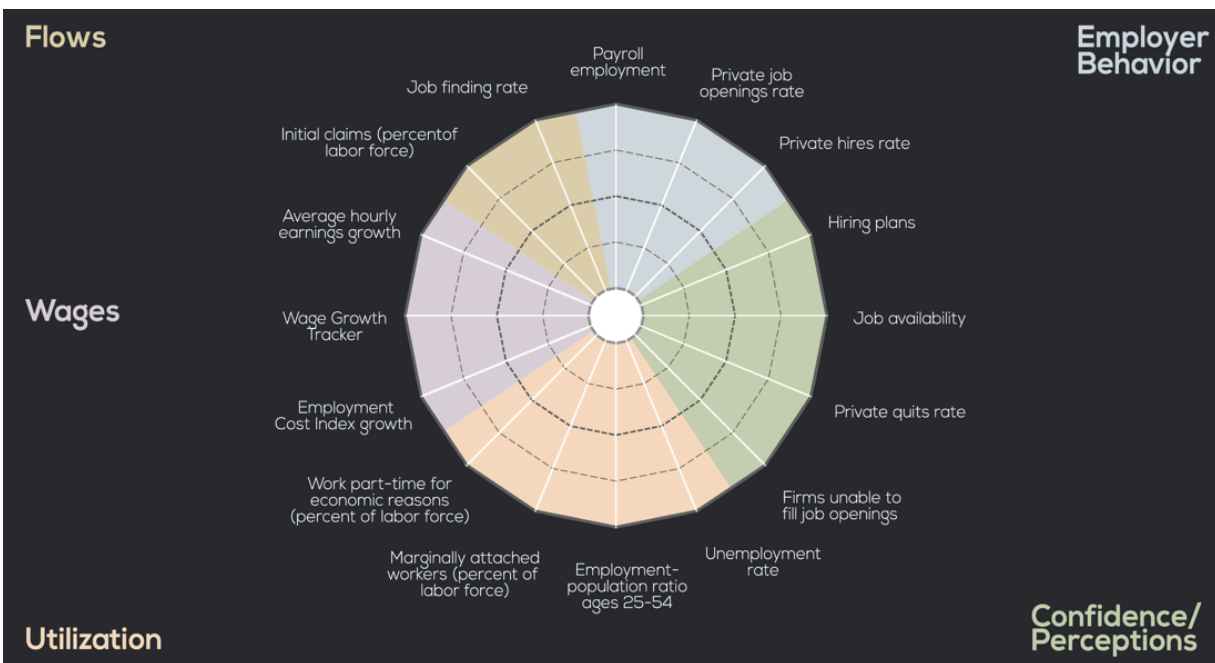 Flows
Employer
Behavior
Payroll
employment
Private job
openings rate
Job finding rate
Initial claims (percentof
labor force)
Private hires rate
Average hourly
earnings growth
Hiring plans
Wages
Wage Growth
Tracker
Job availability
Employment
Cost Index growth
Private quits rate
Work part-time for
economic reasons
(percent of labor force)
Firms unable to
fill job openings
Marginally attached
workers (percent of
labor force)
Employment-
population ratio
ages 25-54
Unemployment
rate
Utilization
Confidence/
Perceptions